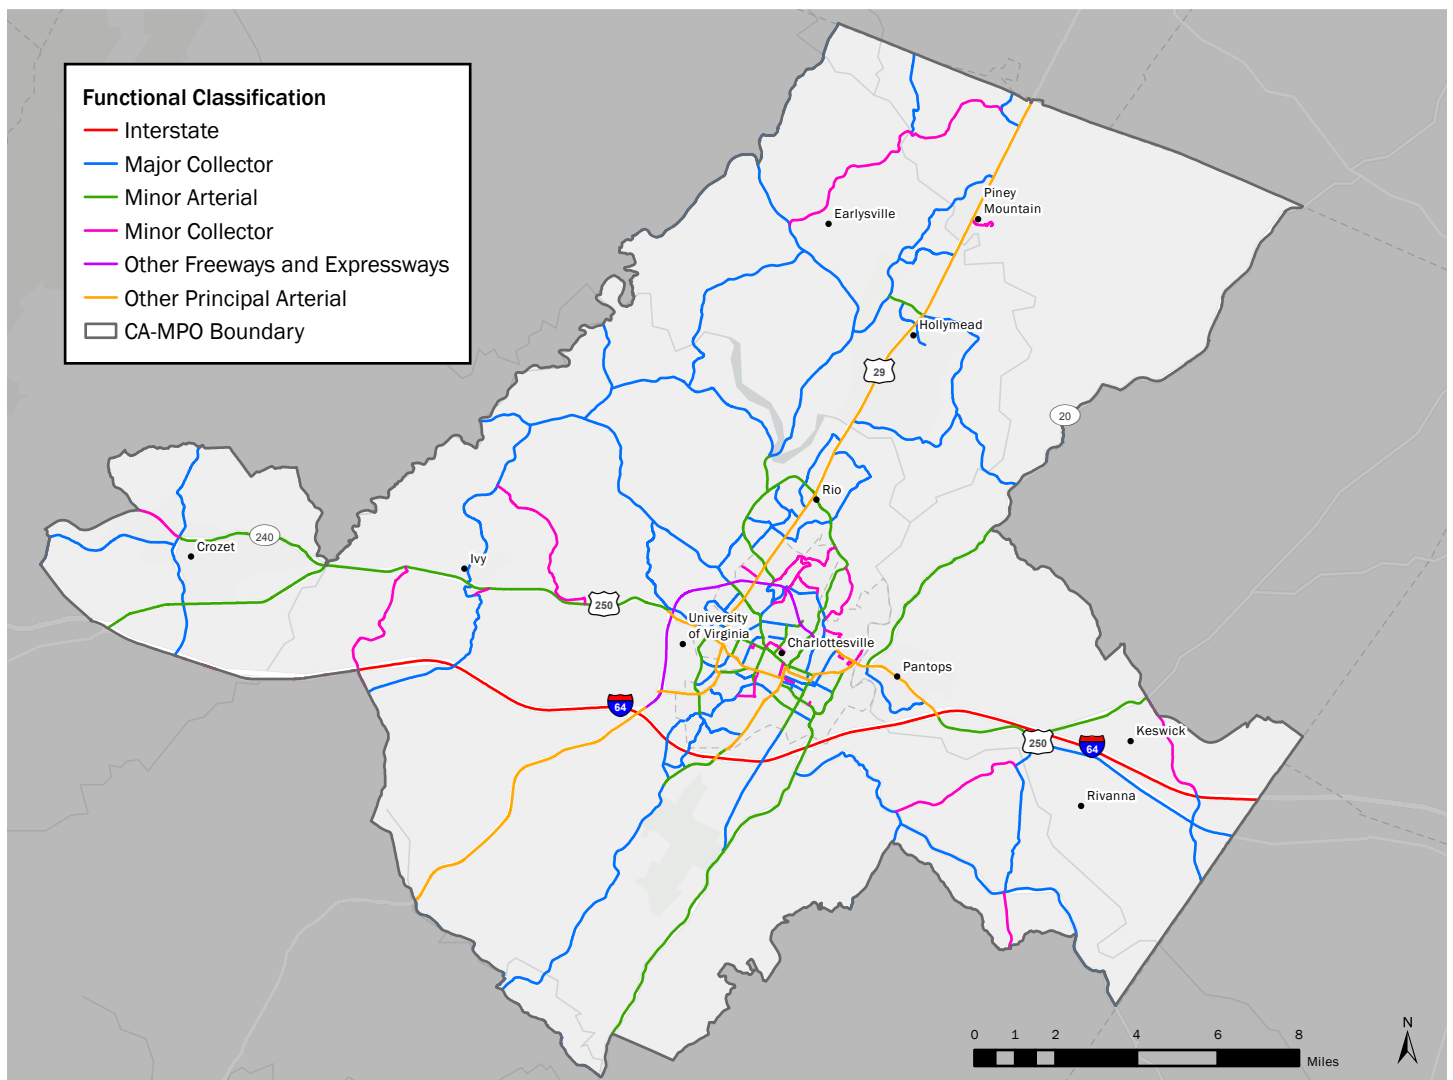 Functional Classification
Interstate
Major Collector
Minor Arterial
Minor Collector
Other Freeways and Expressways
Other Principal Arterial
CA-MPO Boundary
Piney
Mountain
Earlysville
Hollymead
29
20
Rio
240
Crozet
Ivy
250
University
of Virginia
Charlottesville
Pantops
64
250
64
Keswick
Rivanna
0 1 2 4 6 8
Miles
N